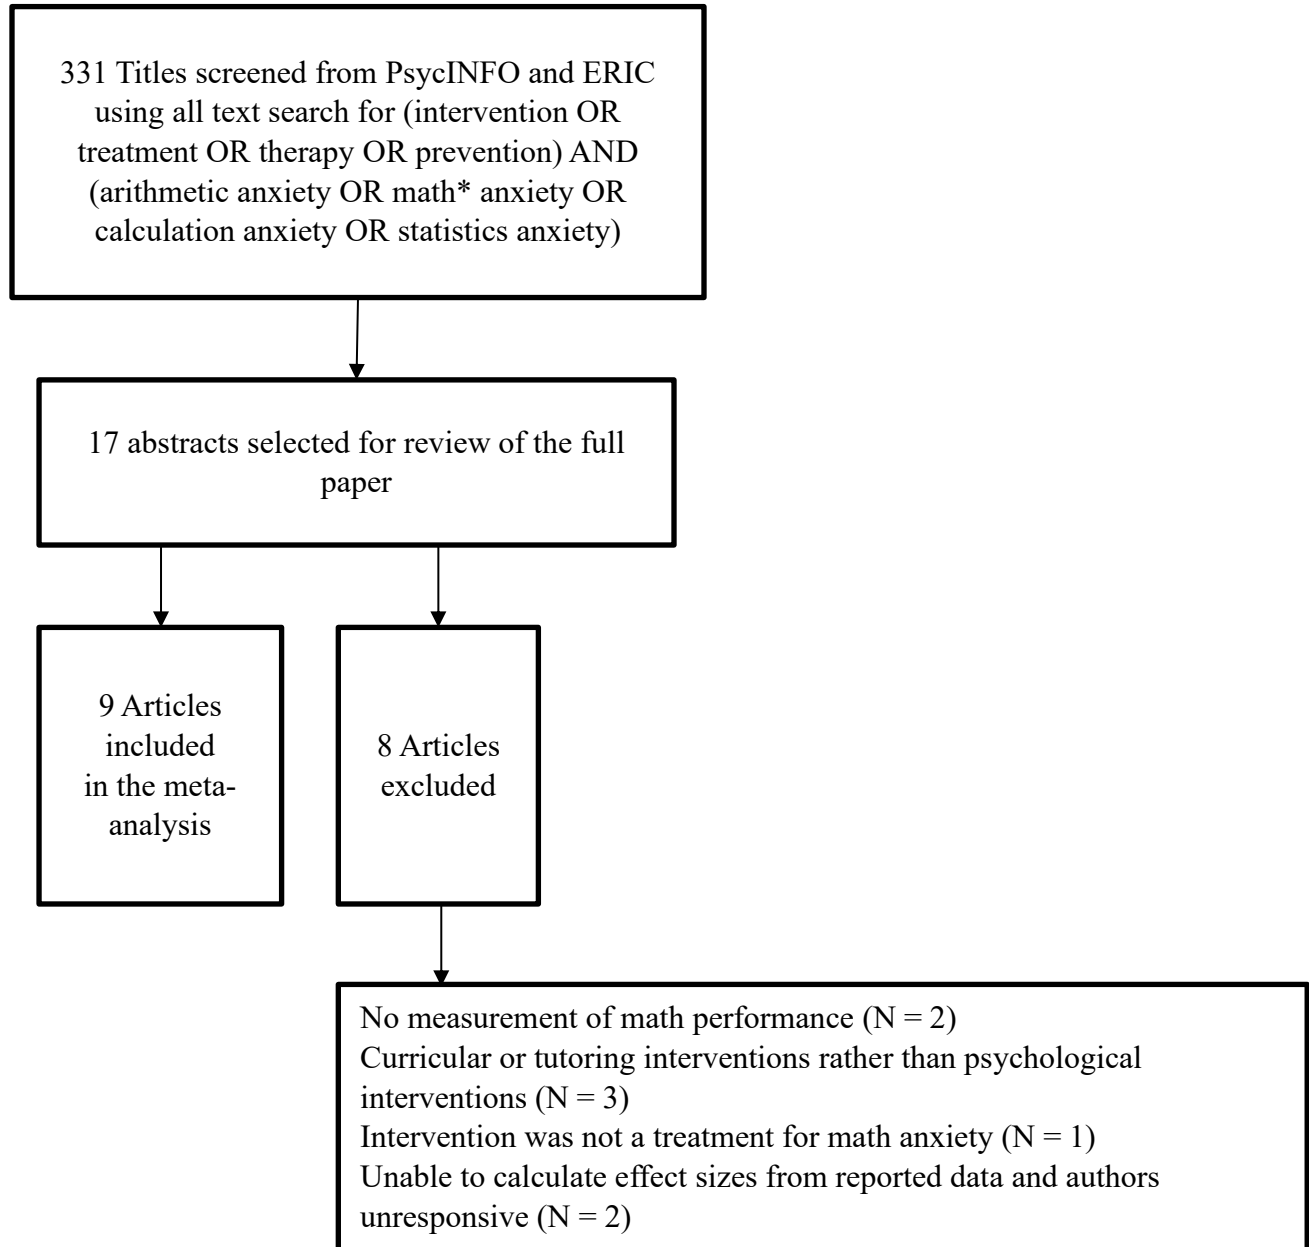 331 Titles screened from PsycINFO and ERIC
using all text search for (intervention OR
treatment OR therapy OR prevention) AND
(arithmetic anxiety OR math* anxiety OR
calculation anxiety OR statistics anxiety)
17 abstracts selected for review of the full
paper
9 Articles
included
in the meta-
analysis
8 Articles
excluded
No measurement of math performance (N = 2)
Curricular or tutoring interventions rather than psychological
interventions (N = 3)
Intervention was not a treatment for math anxiety (N = 1)
Unable to calculate effect sizes from reported data and authors
unresponsive (N = 2)